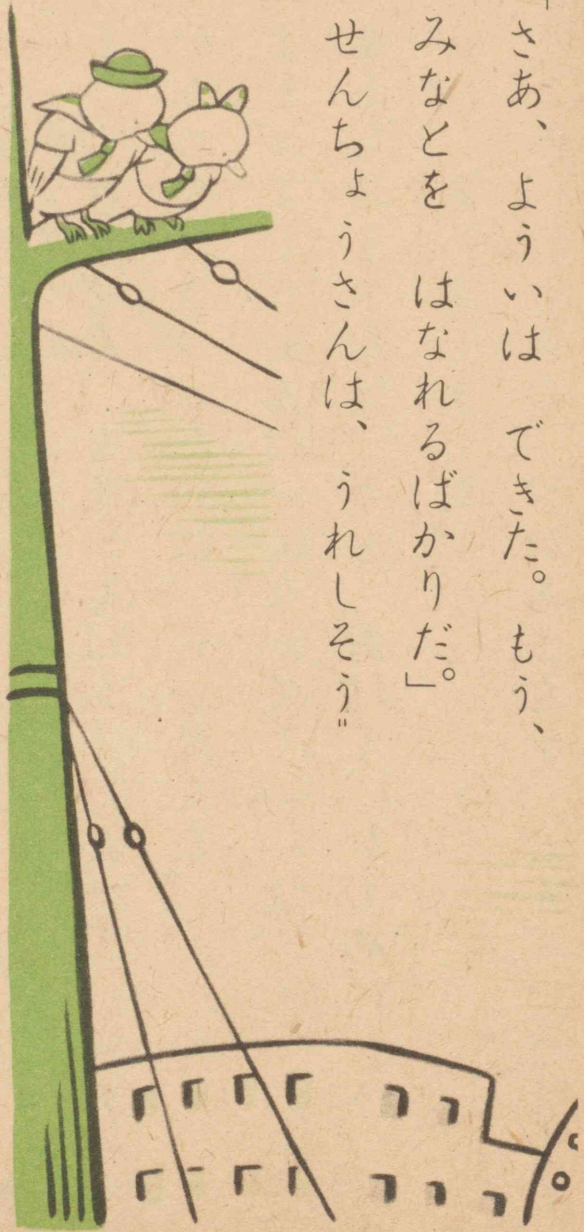 「さあ、 よういは できた。 もう、
みなとを はなれるばかりだ。」
せんちょうさんは、 うれしそう〟